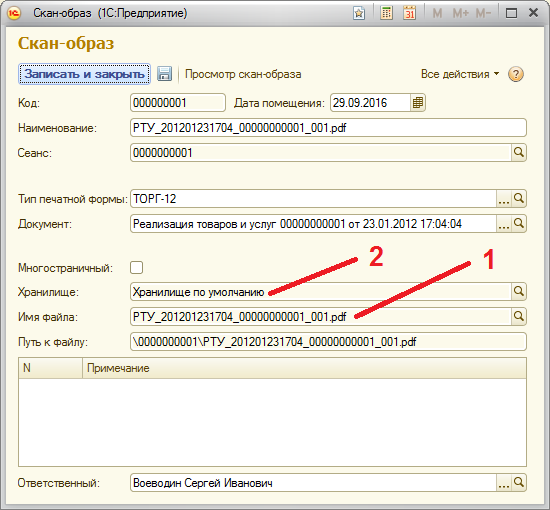 Скан-образ (1С:Предприятие)
M M+ M-
Скан-образ
Записать и закрыть Просмотр скан-образа Все действия ?
Код: 000000001 Дата помещения: 29.09.2016
Наименование: РТУ_201201231704_00000000001_001.pdf
Сеанс: 0000000001
Тип печатной формы: ТОРГ-12 ...
Документ: Реализация товаров и услуг 00000000001 от 23.01.2012 17:04:04 ...
Многостраничный:
2
1
Хранилище: Хранилище по умолчанию
Имя файла: РТУ_201201231704_00000000001_001.pdf
Путь к файлу: \0000000001\РТУ_201201231704_00000000001_001.pdf
N Примечание
Ответственный: Воеводин Сергей Иванович ...